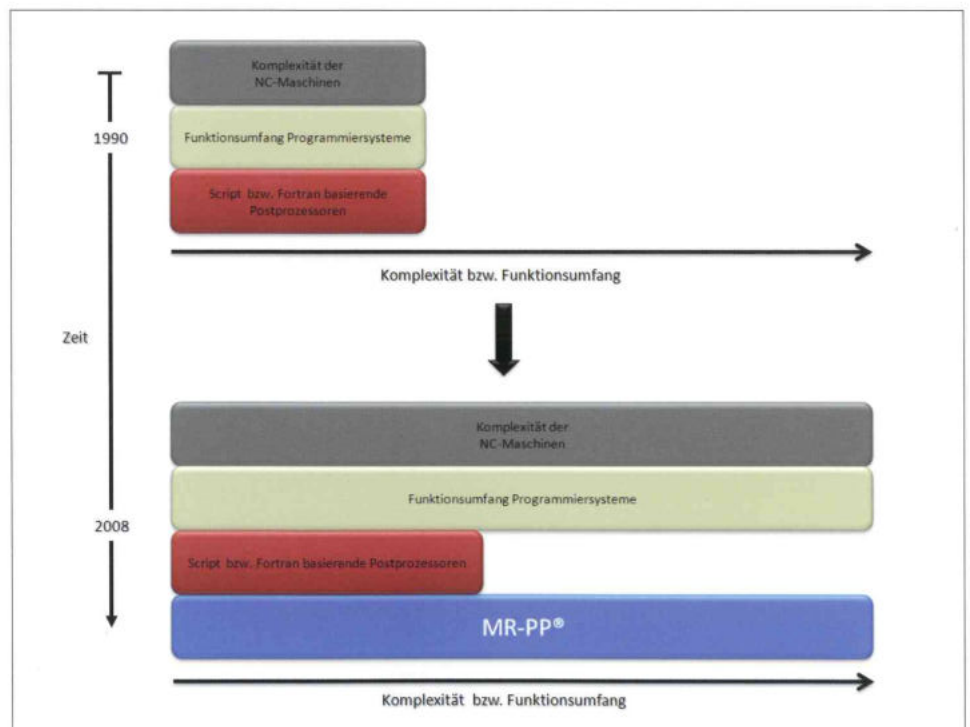 Komplexität der
NC-Maschinen
1990
Funktionsumfang Programmiersysteme
Script bzw. Fortran basierende
Postprozessoren
Komplexität bzw. Funktionsumfang
Zeit
Komplexität der
NC-Maschinen
Funktionsumfang Programmiersysteme
2008
Script bzw. Fortran basierende Postprozessoren
MR-PP®
Komplexität bzw. Funktionsumfang